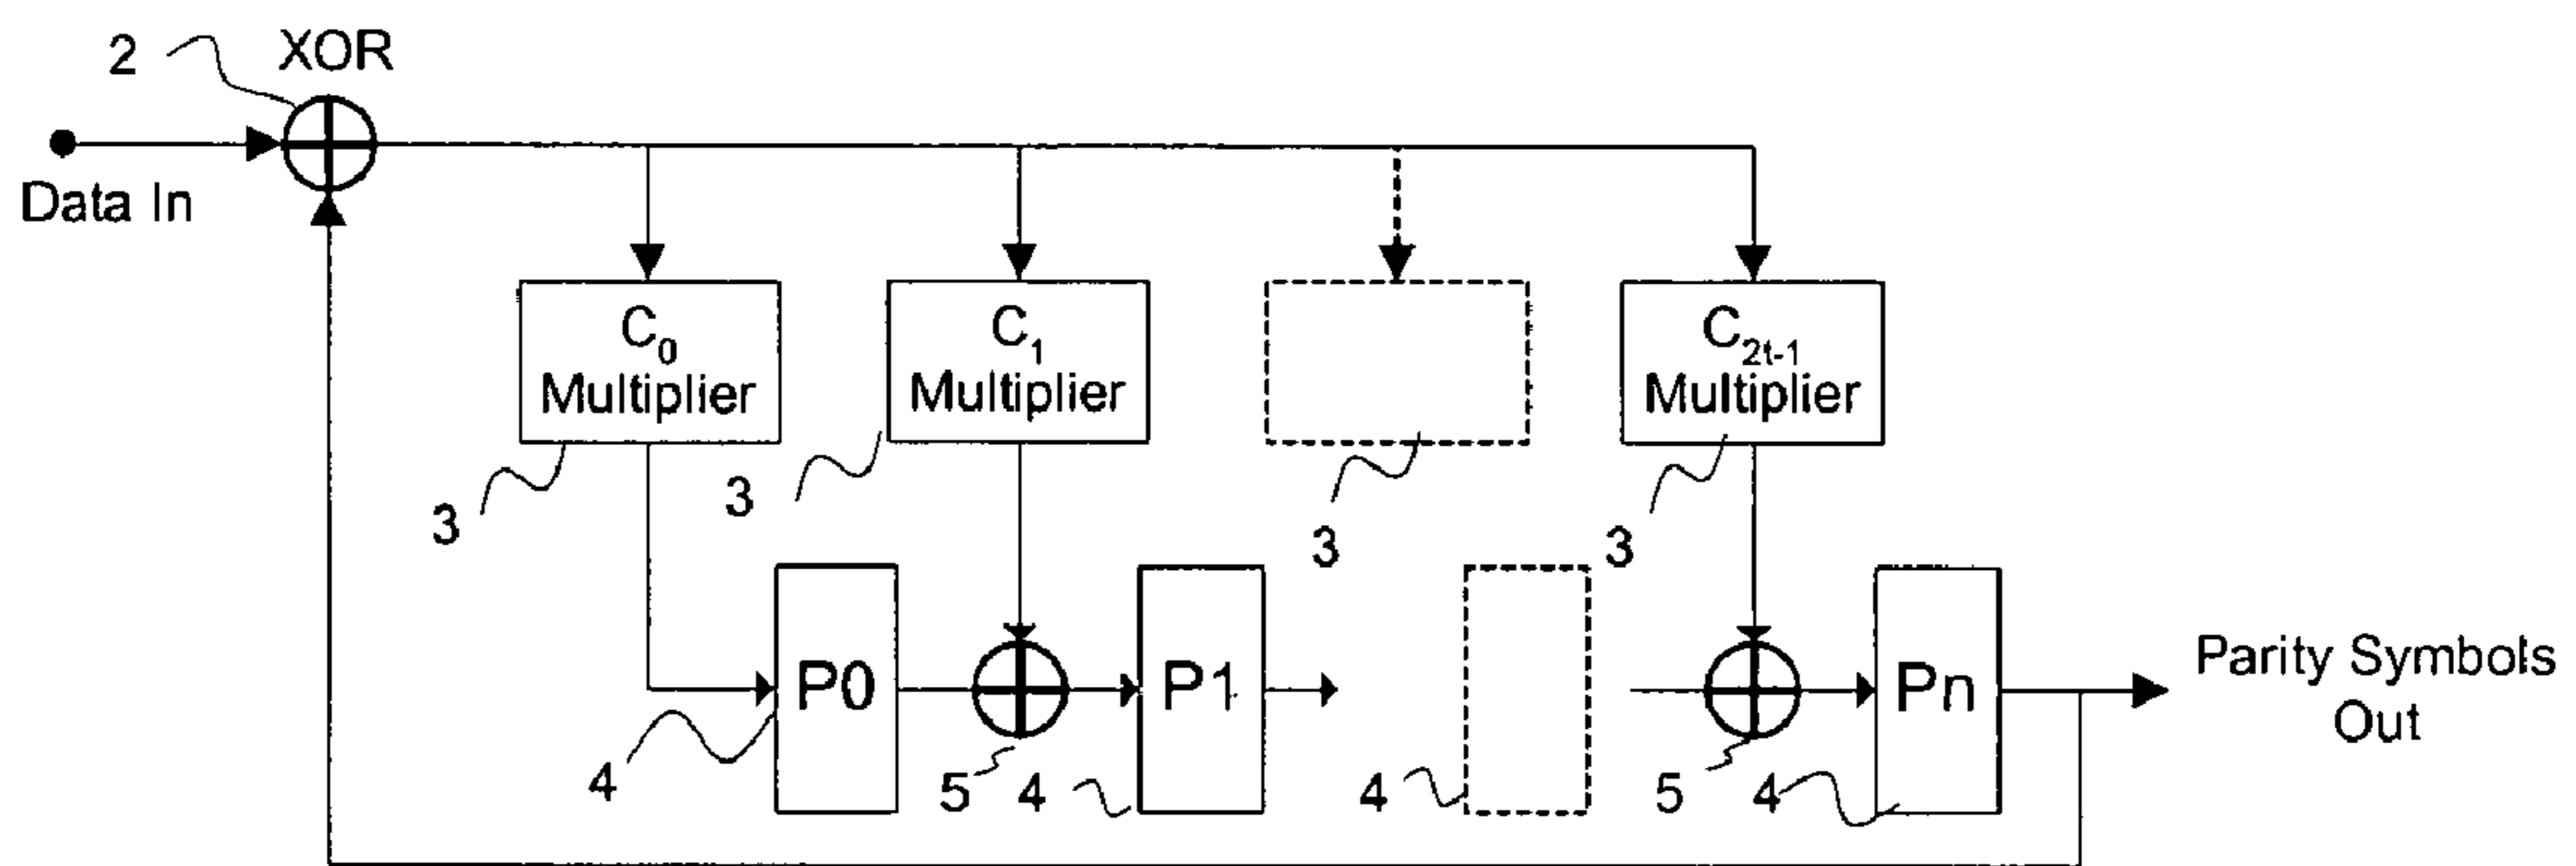 2
XOR
Data In
C0
Multiplier
C1
Multiplier
C2t-1
Multiplier
3
3
3
3
P0
P1
Pn
Parity Symbols
Out
4
5
4
4
5
4